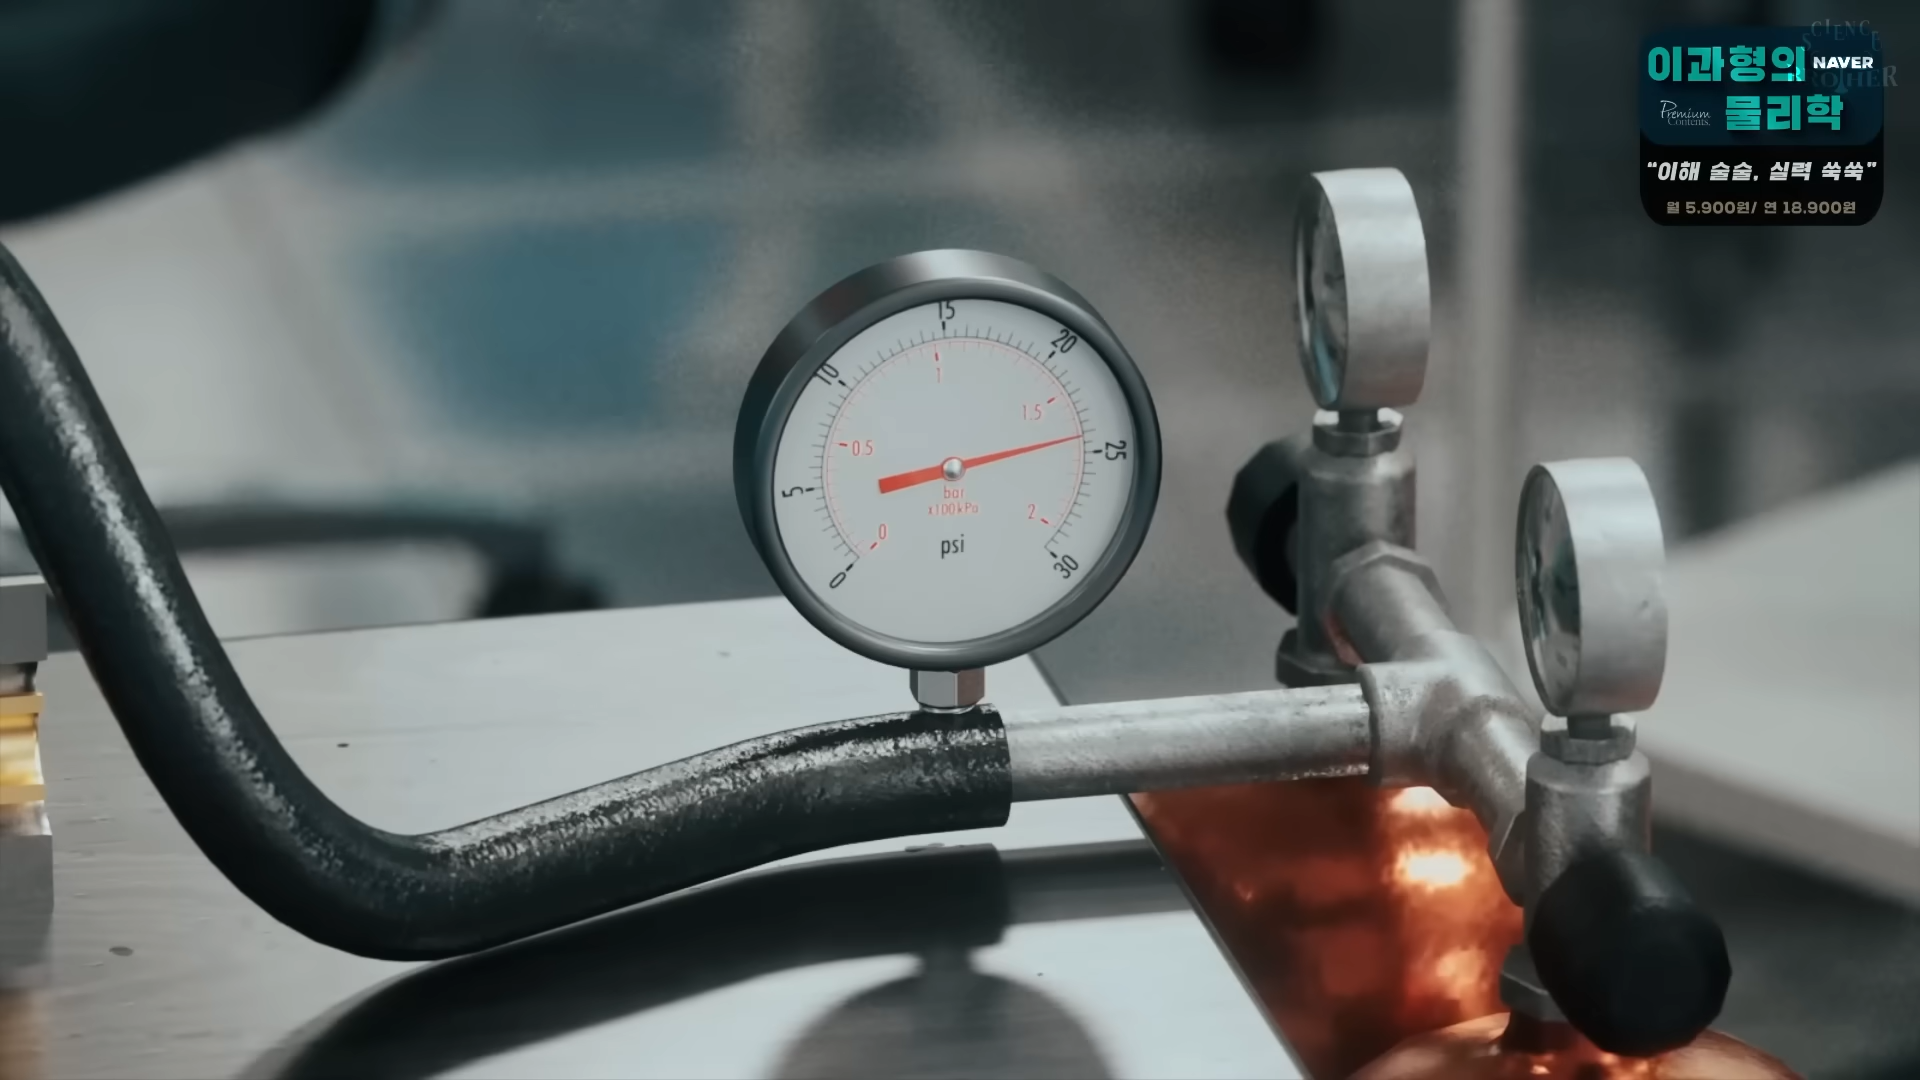 SCIENCE
BROTHER
이과형의 NAVER
Premium Contents. 물리학
“이해 술술, 실력 쑥쑥”
월 5.900원/ 연 18.900원
15
10
20
1
1.5
0.5
25
5
bar
x100kPa
2
0
psi
0
30